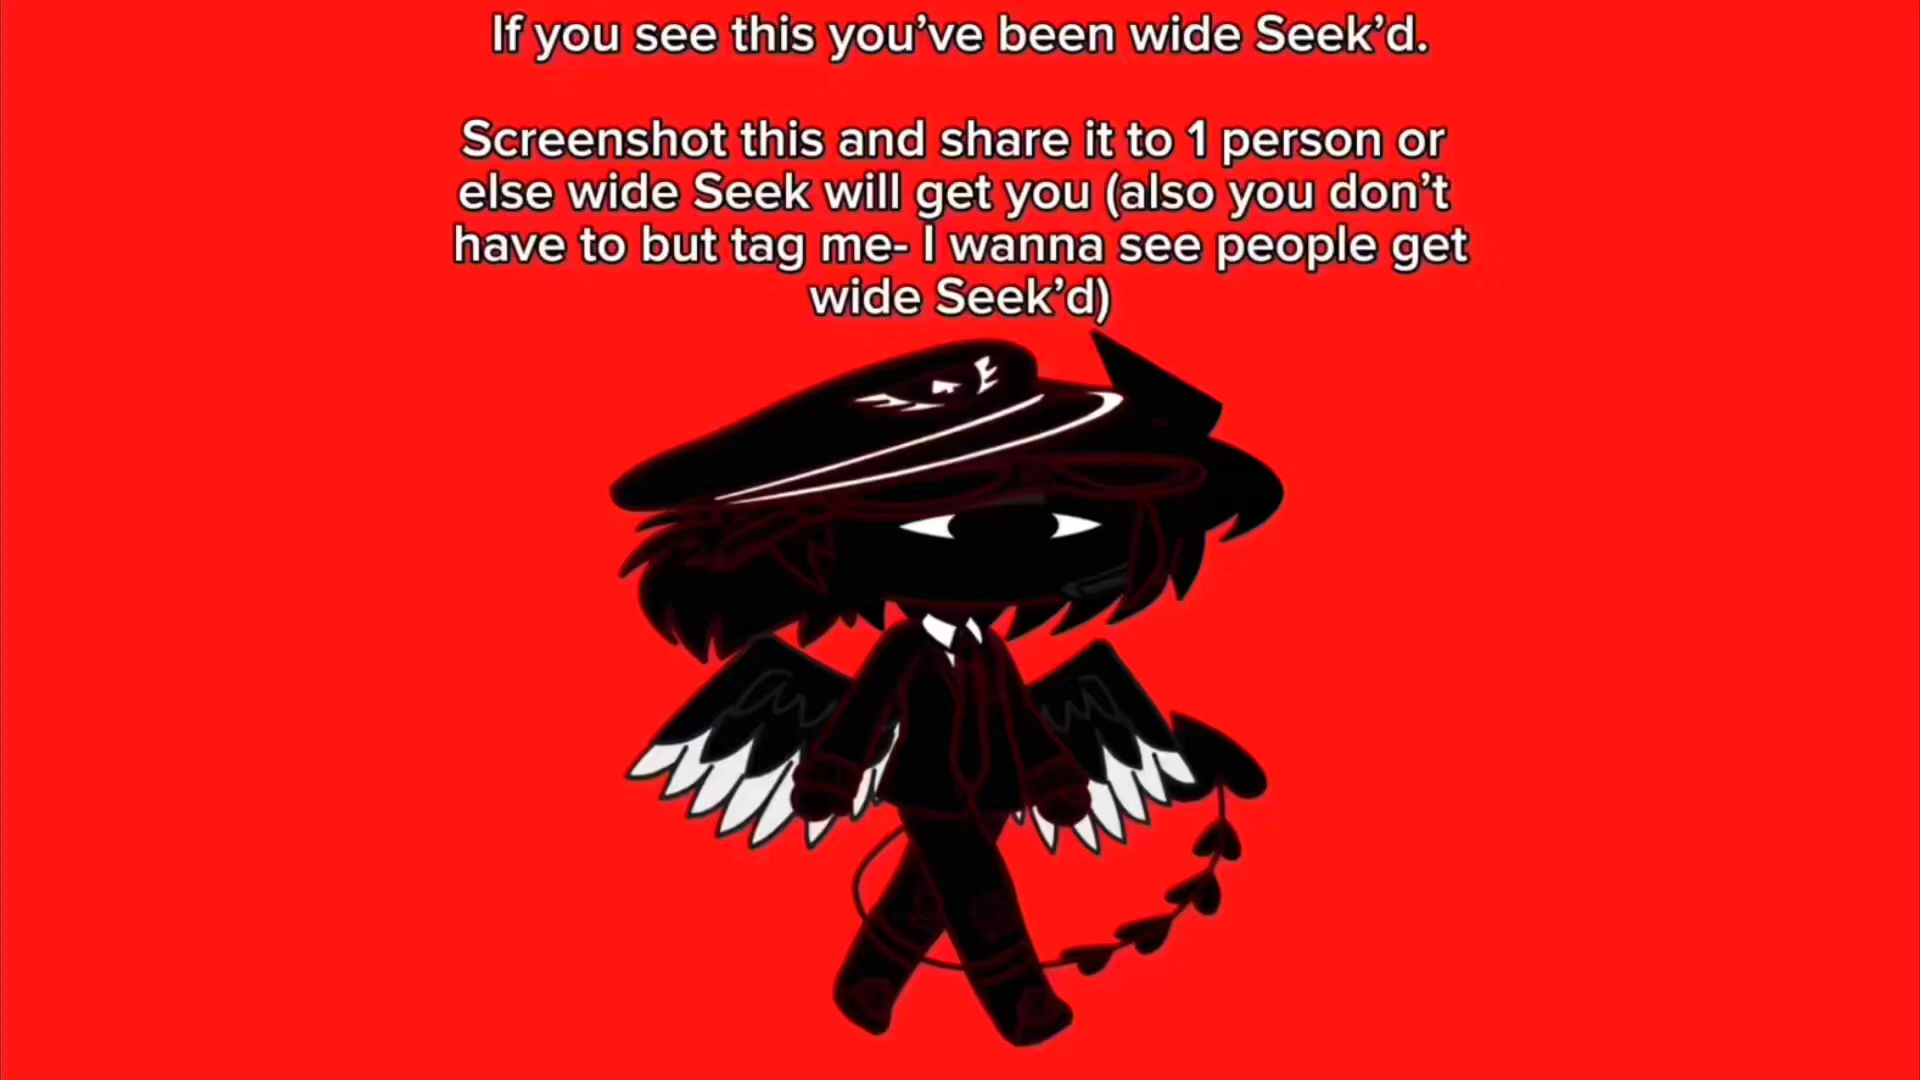 If you see this you’ve been wide Seek’d.
Screenshot this and share it to 1 person or
else wide Seek will get you (also you don’t
have to but tag me- I wanna see people get
wide Seek’d)